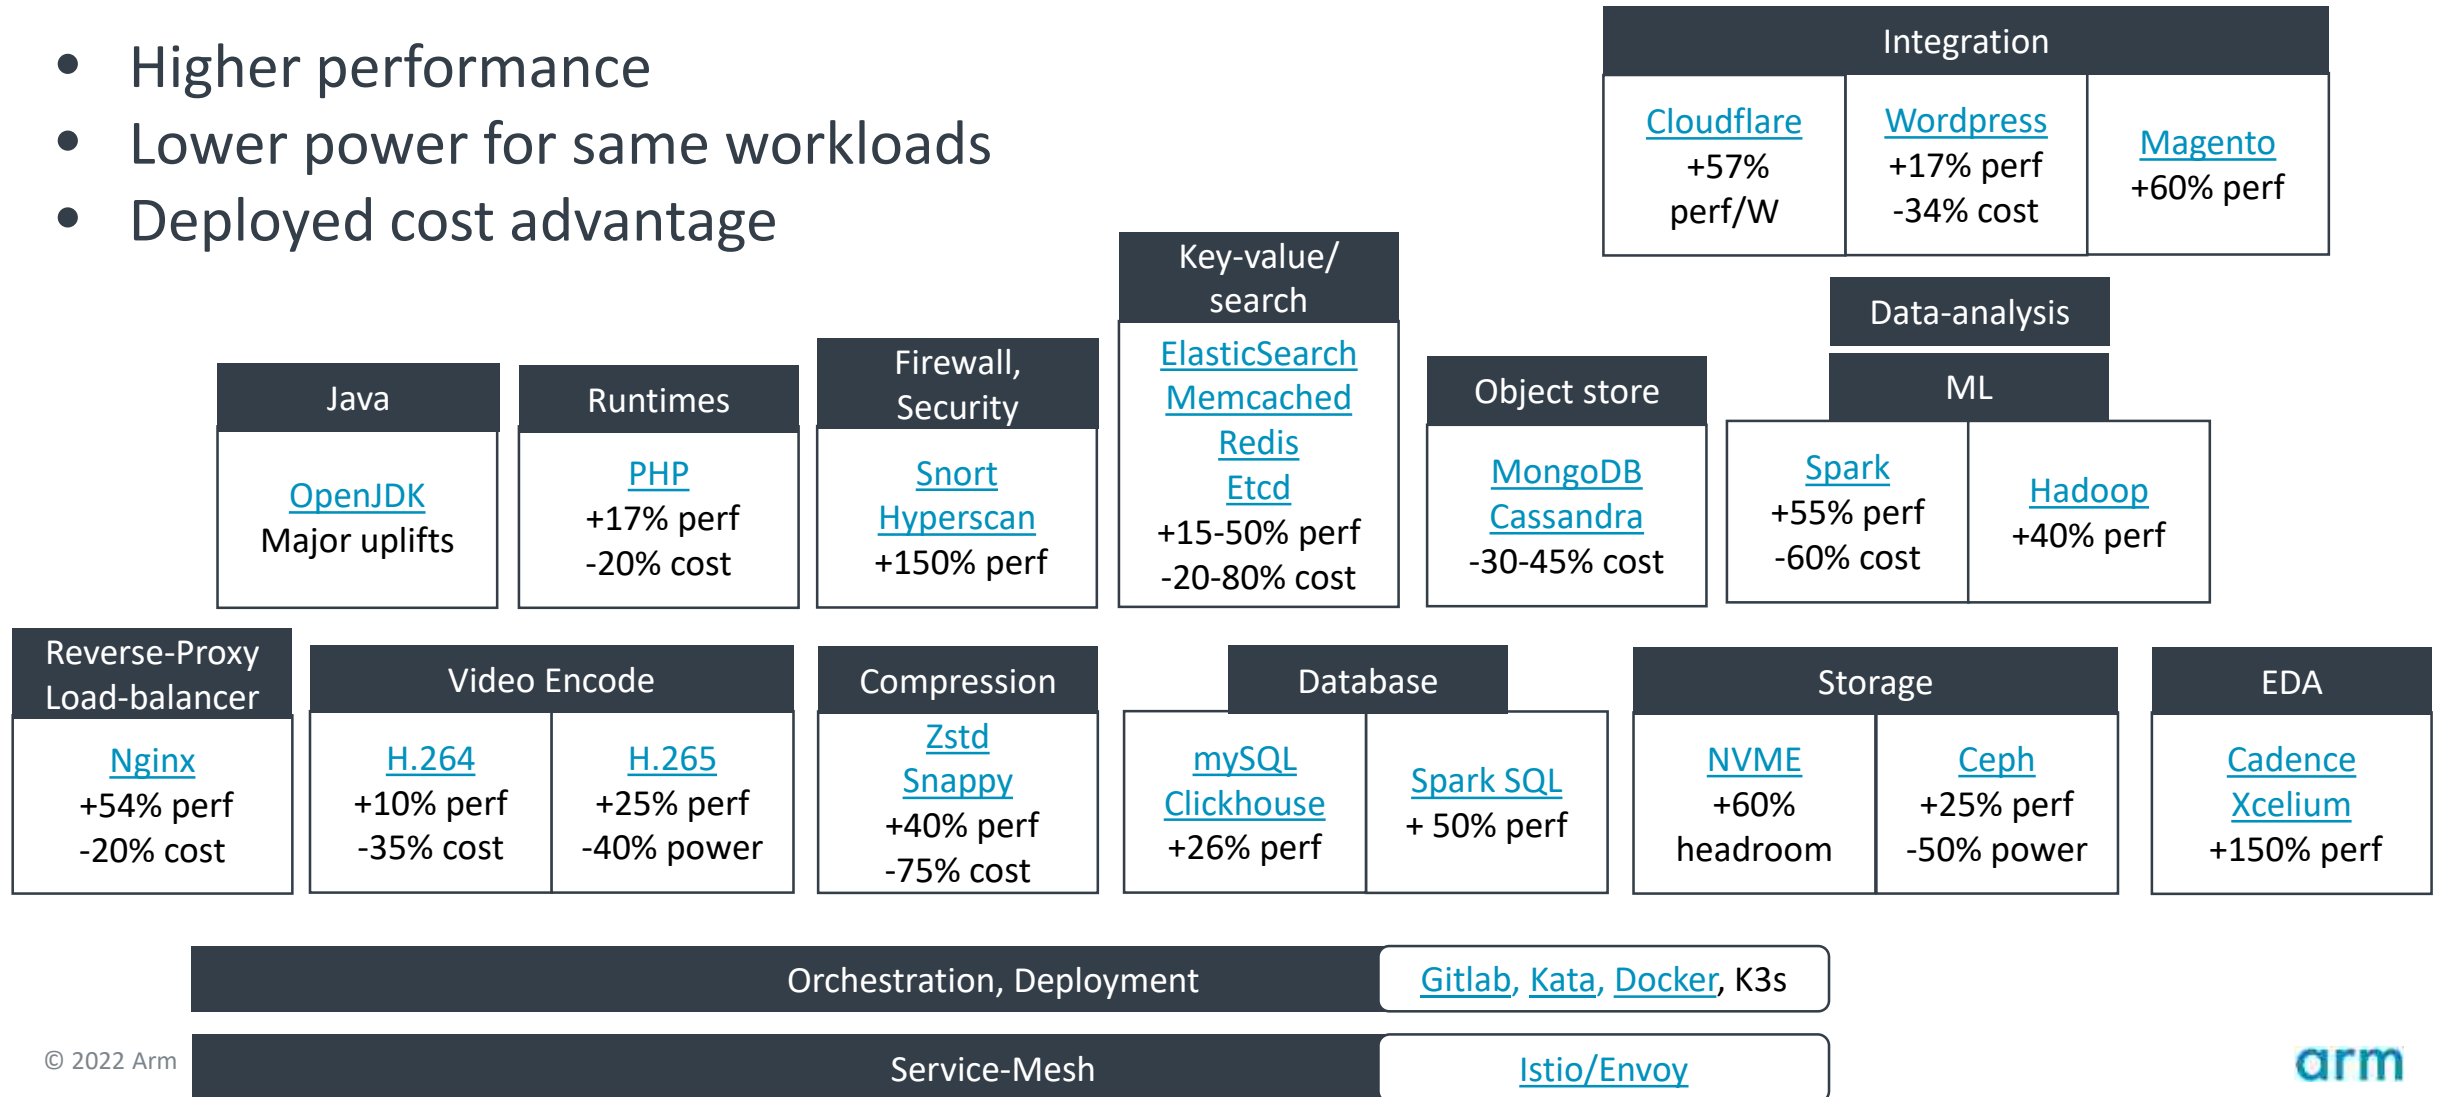 • Higher performance
• Lower power for same workloads
• Deployed cost advantage
Integration
Cloudflare
+57%
perf/W
Wordpress
+17% perf
-34% cost
Magento
+60% perf
Key-value/
search
ElasticSearch
Memcached
Redis
Etcd
+15-50% perf
-20-80% cost
Data-analysis
ML
Spark
+55% perf
-60% cost
Hadoop
+40% perf
Java
OpenJDK
Major uplifts
Runtimes
PHP
+17% perf
-20% cost
Firewall,
Security
Snort
Hyperscan
+150% perf
Object store
MongoDB
Cassandra
-30-45% cost
Reverse-Proxy
Load-balancer
Nginx
+54% perf
-20% cost
Video Encode
H.264
+10% perf
-35% cost
H.265
+25% perf
-40% power
Compression
Zstd
Snappy
+40% perf
-75% cost
Database
mySQL
Clickhouse
+26% perf
Spark SQL
+ 50% perf
Storage
NVME
+60%
headroom
Ceph
+25% perf
-50% power
EDA
Cadence
Xcelium
+150% perf
Orchestration, Deployment
Gitlab, Kata, Docker, K3s
Service-Mesh
Istio/Envoy
© 2022 Arm
arm